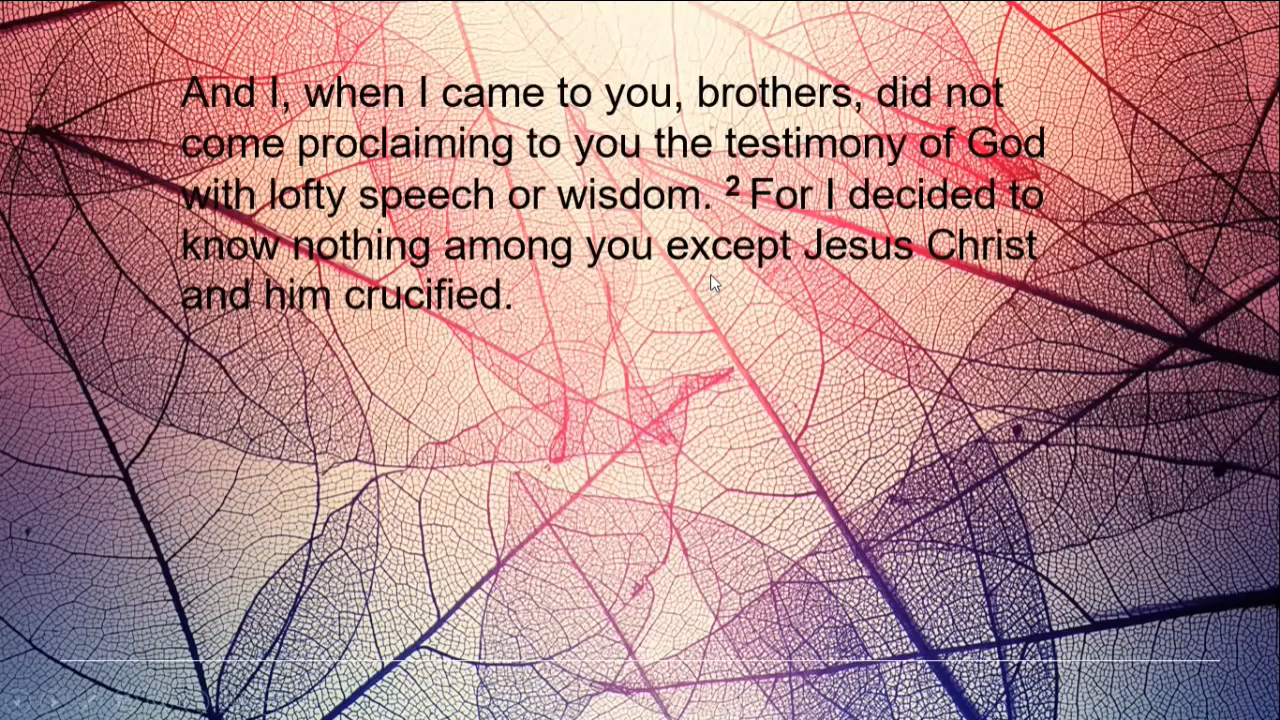 And I, when I came to you, brothers, did not
come proclaiming to you the testimony of God
with lofty speech or wisdom. ² For I decided to
know nothing among you except Jesus Christ
and him crucified.